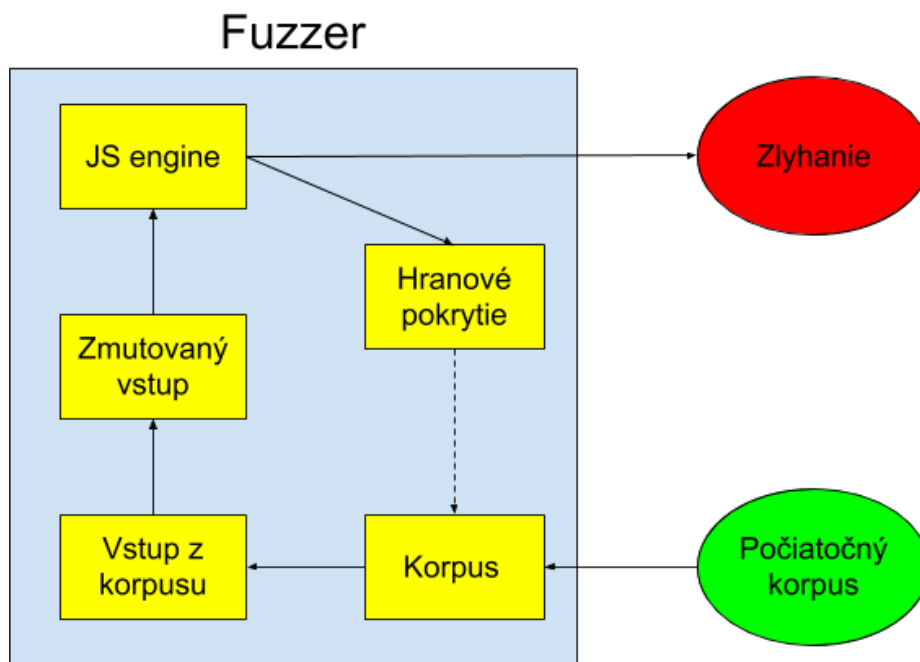 Fuzzer
JS engine
Zlyhanie
Hranové
pokrytie
Zmutovaný
vstup
Vstup z
korpusu
Korpus
Počiatočný
korpus